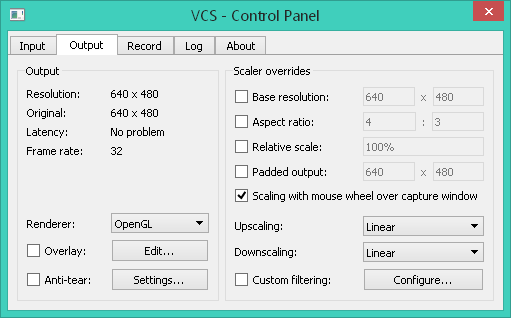 VCS - Control Panel
Input Output Record Log About
Output
Resolution: 640 x 480
Original: 640 x 480
Latency: No problem
Frame rate: 32
Renderer: OpenGL
Overlay: Edit...
Anti-tear: Settings...
Scaler overrides
Base resolution: 640 x 480
Aspect ratio: 4 : 3
Relative scale: 100%
Padded output: 640 x 480
Scaling with mouse wheel over capture window
Upscaling: Linear
Downscaling: Linear
Custom filtering: Configure...